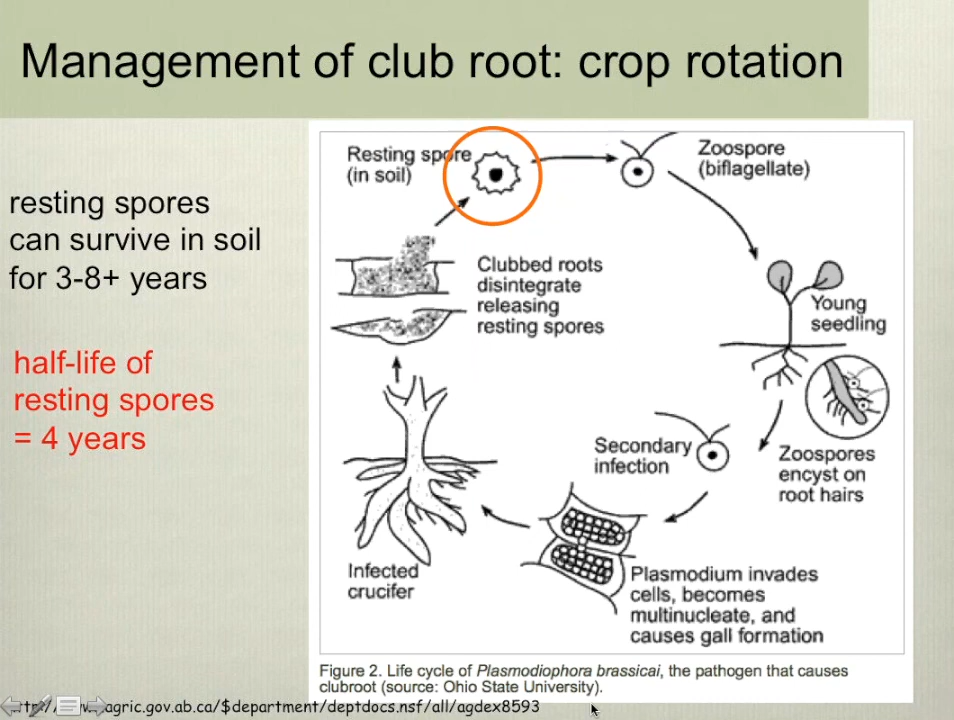 Management of club root: crop rotation
resting spores
can survive in soil
for 3-8+ years
half-life of
resting spores
= 4 years
Resting spore
(in soil)
Zoospore
(biflagellate)
Clubbed roots
disintegrate
releasing
resting spores
Young
seedling
Zoospores
encyst on
root hairs
Secondary
infection
Plasmodium invades
cells, becomes
multinucleate, and
causes gall formation
Infected
crucifer
Figure 2. Life cycle of Plasmodiophora brassicai, the pathogen that causes
clubroot (source: Ohio State University).
agric.gov.ab.ca/$department/deptdocs.nsf/all/agdex8593